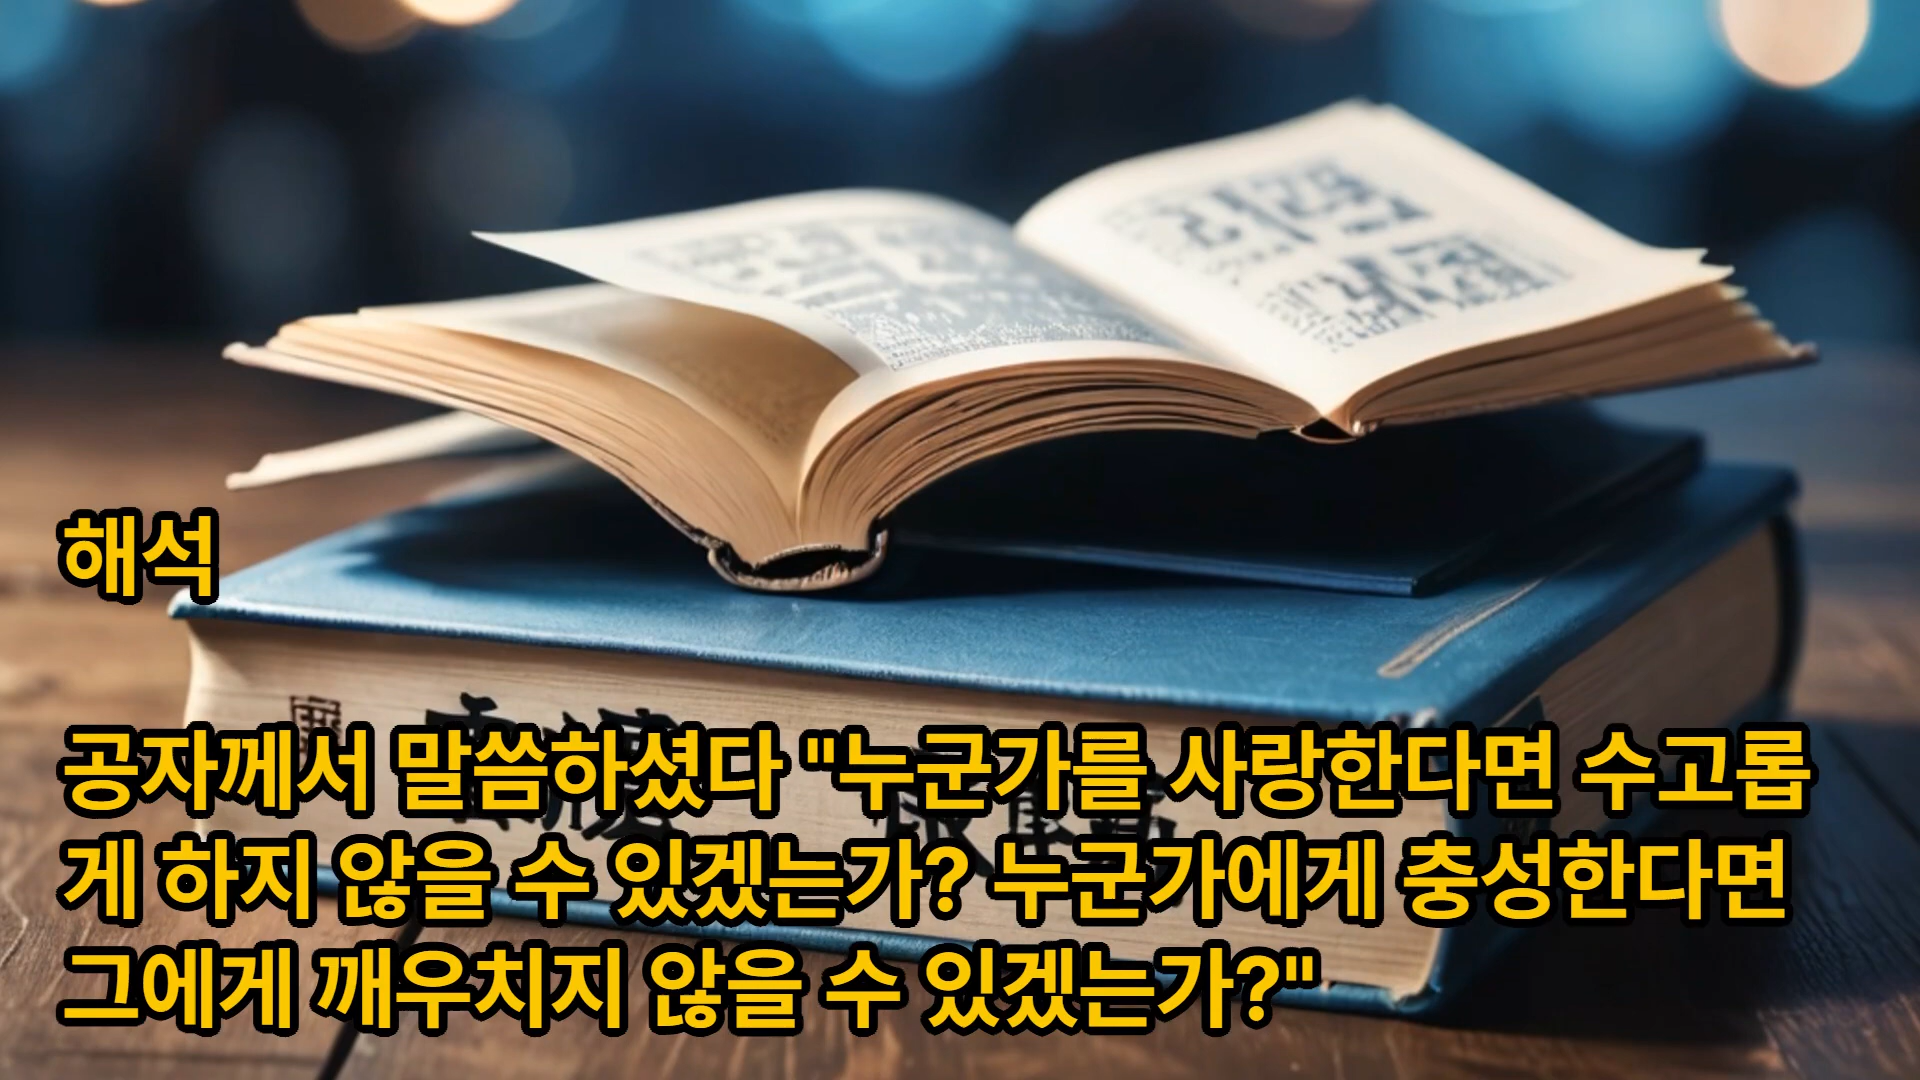 해석
공자께서 말씀하셨다 "누군가를 사랑한다면 수고롭
게 하지 않을 수 있겠는가? 누군가에게 충성한다면
그에게 깨우치지 않을 수 있겠는가?"